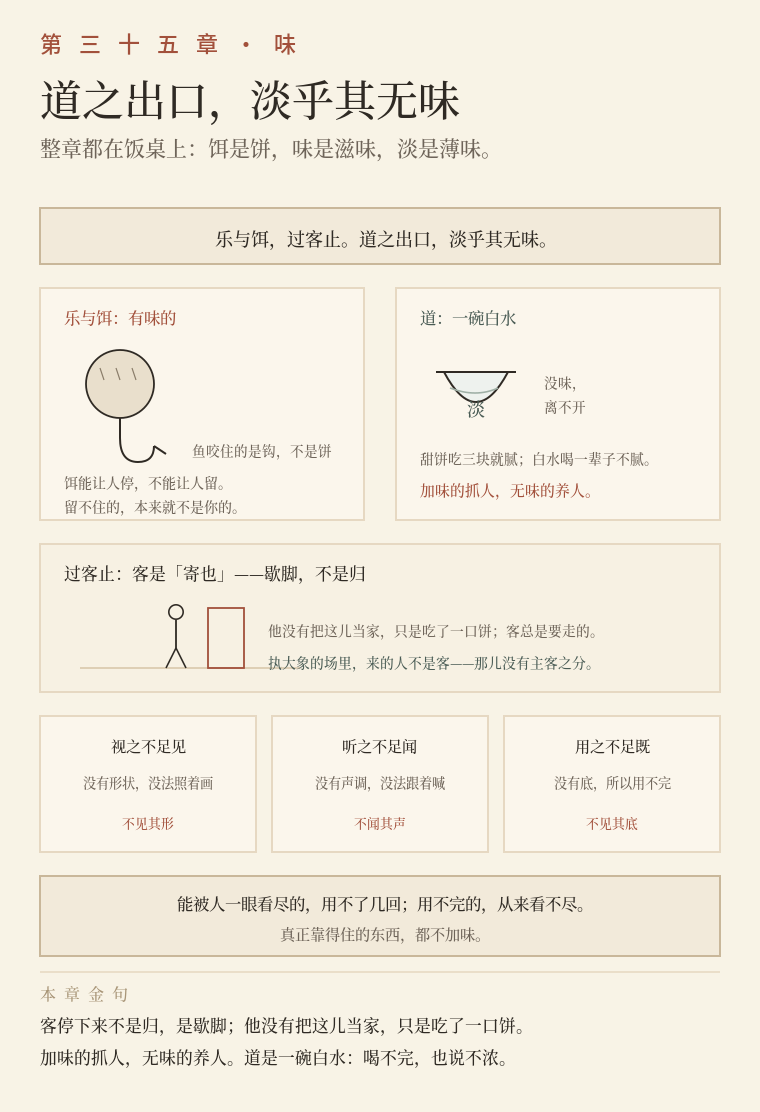 第三十五章·味
道之出口，淡乎其无味
整章都在饭桌上：饵是饼，味是滋味，淡是薄味。
乐与饵，过客止。道之出口，淡乎其无味。
乐与饵：有味的
鱼咬住的是钩，不是饼
饵能让人停，不能让人留。
留不住的，本来就不是你的。
道：一碗白水
淡
没味，
离不开
甜饼吃三块就腻；白水喝一辈子不腻。
加味的抓人，无味的养人。
过客止：客是「寄也」——歇脚，不是归
他没有把这儿当家，只是吃了一口饼；客总是要走的。
执大象的场里，来的人不是客——那儿没有主客之分。
视之不足见
没有形状，没法照着画
不见其形
听之不足闻
没有声调，没法跟着喊
不闻其声
用之不足既
没有底，所以用不完
不见其底
能被人一眼看尽的，用不了几回；用不完的，从来看不尽。
真正靠得住的东西，都不加味。
本章金句
客停下来不是归，是歇脚；他没有把这儿当家，只是吃了一口饼。
加味的抓人，无味的养人。道是一碗白水：喝不完，也说不浓。